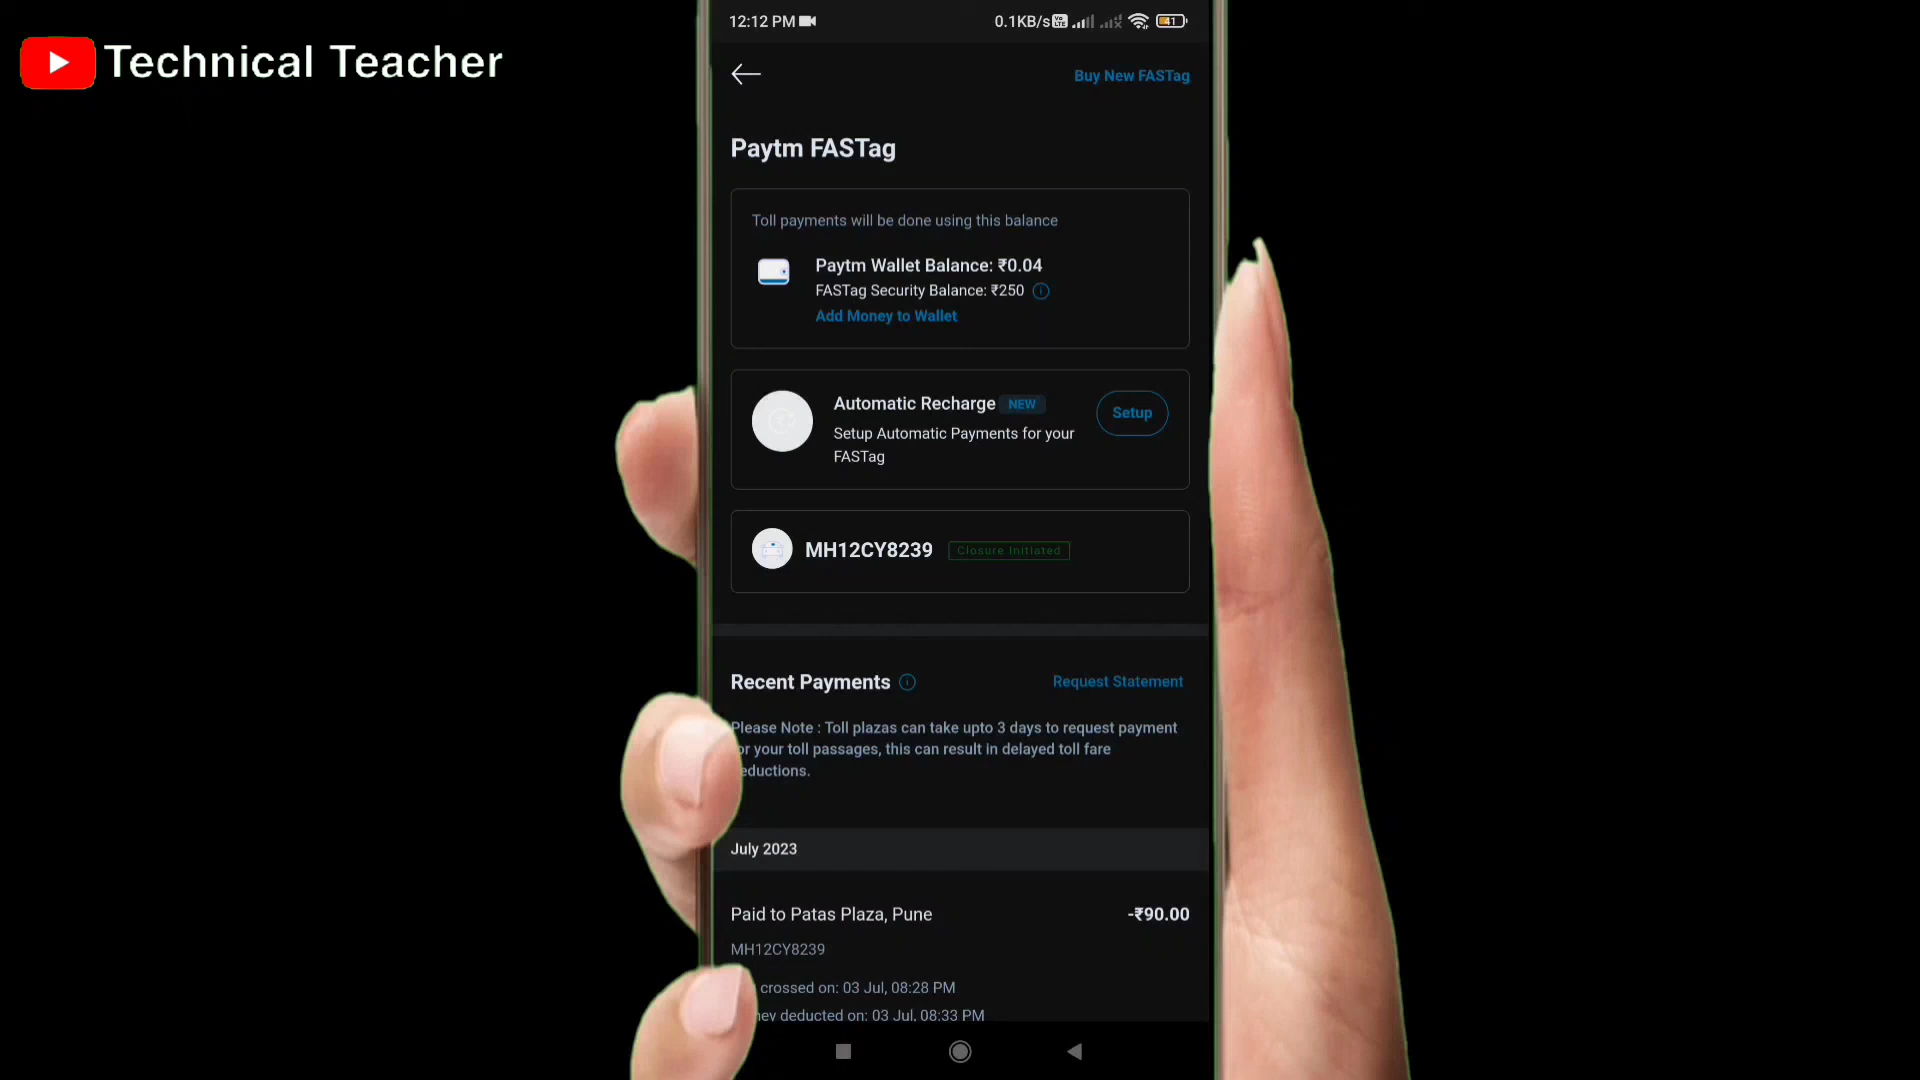 Technical Teacher
12:12 PM
0.1KB/s
41
Buy New FASTag
Paytm FASTag
Toll payments will be done using this balance
Paytm Wallet Balance: ₹0.04
FASTag Security Balance: ₹250
Add Money to Wallet
Automatic Recharge NEW
Setup
Setup Automatic Payments for your
FASTag
MH12CY8239 Closure Initiated
Recent Payments
Request Statement
Please Note : Toll plazas can take upto 3 days to request payment
or your toll passages, this can result in delayed toll fare
eductions.
July 2023
Paid to Patas Plaza, Pune
-₹90.00
MH12CY8239
crossed on: 03 Jul, 08:28 PM
ey deducted on: 03 Jul, 08:33 PM